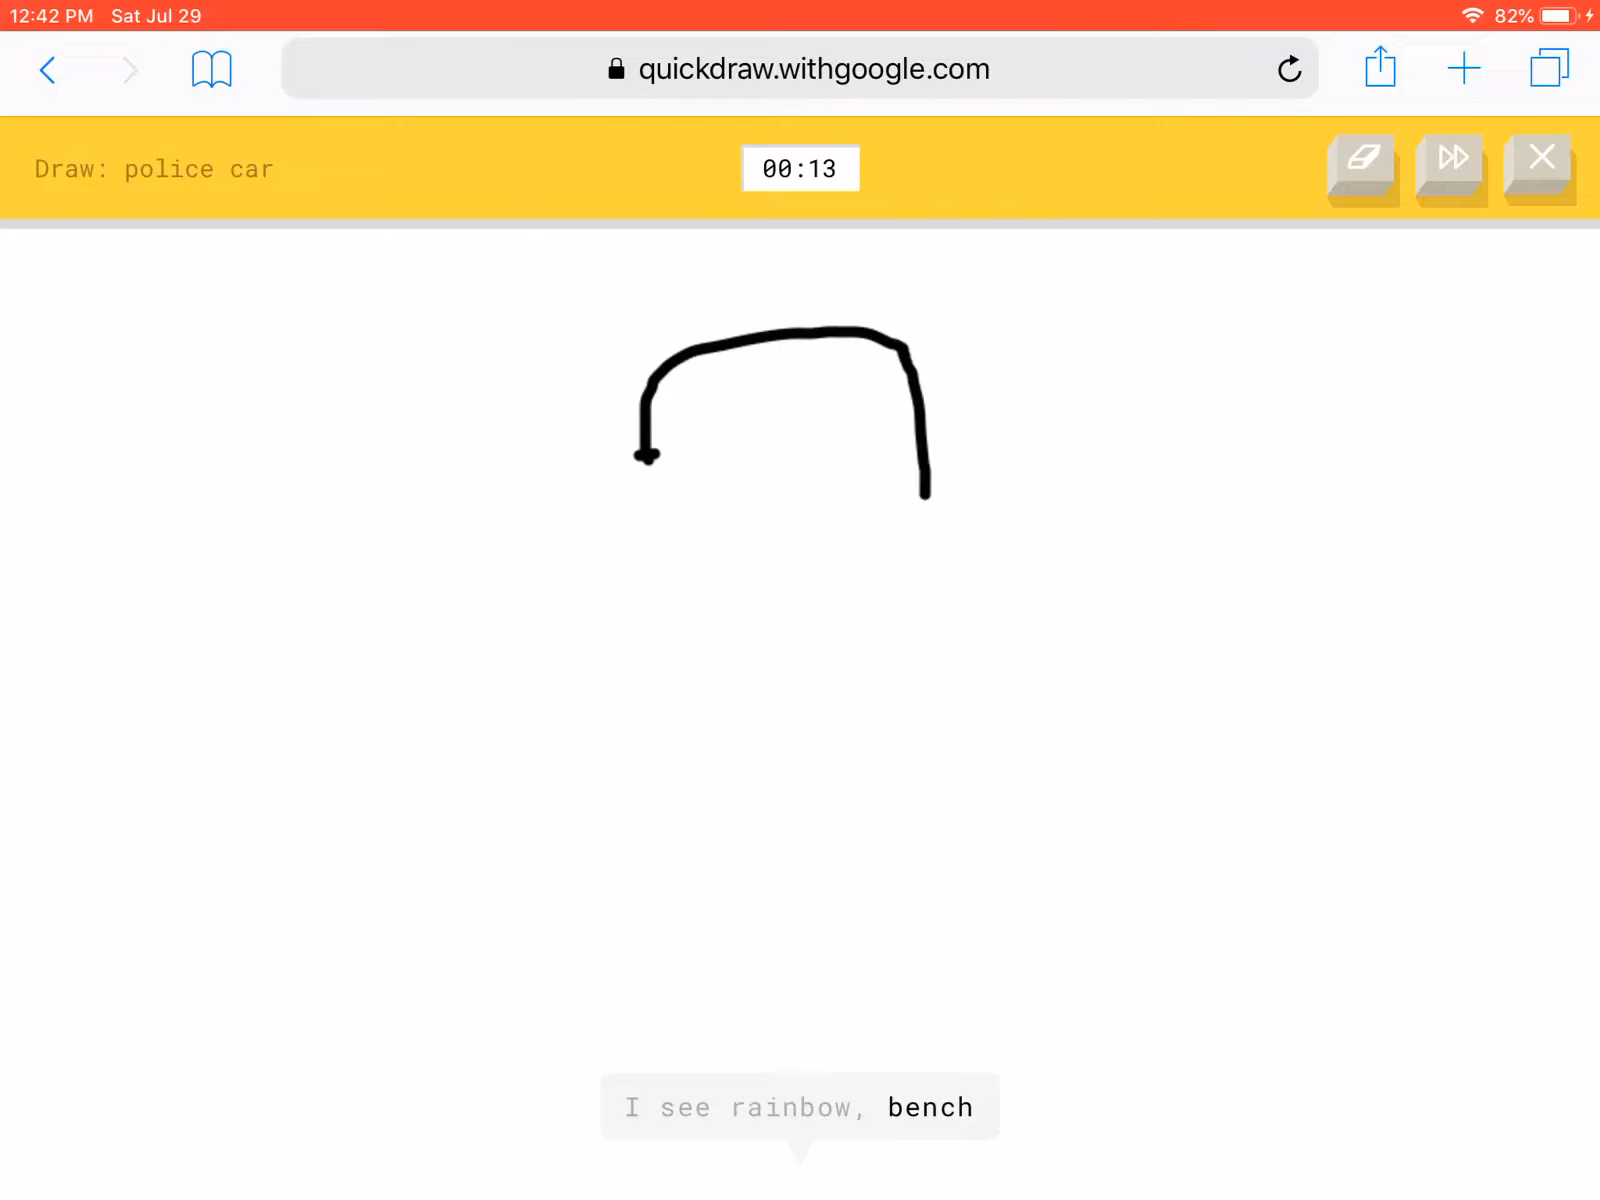 12:42 PM Sat Jul 29 82%
quickdraw.withgoogle.com
Draw: police car 00:13
I see rainbow, bench